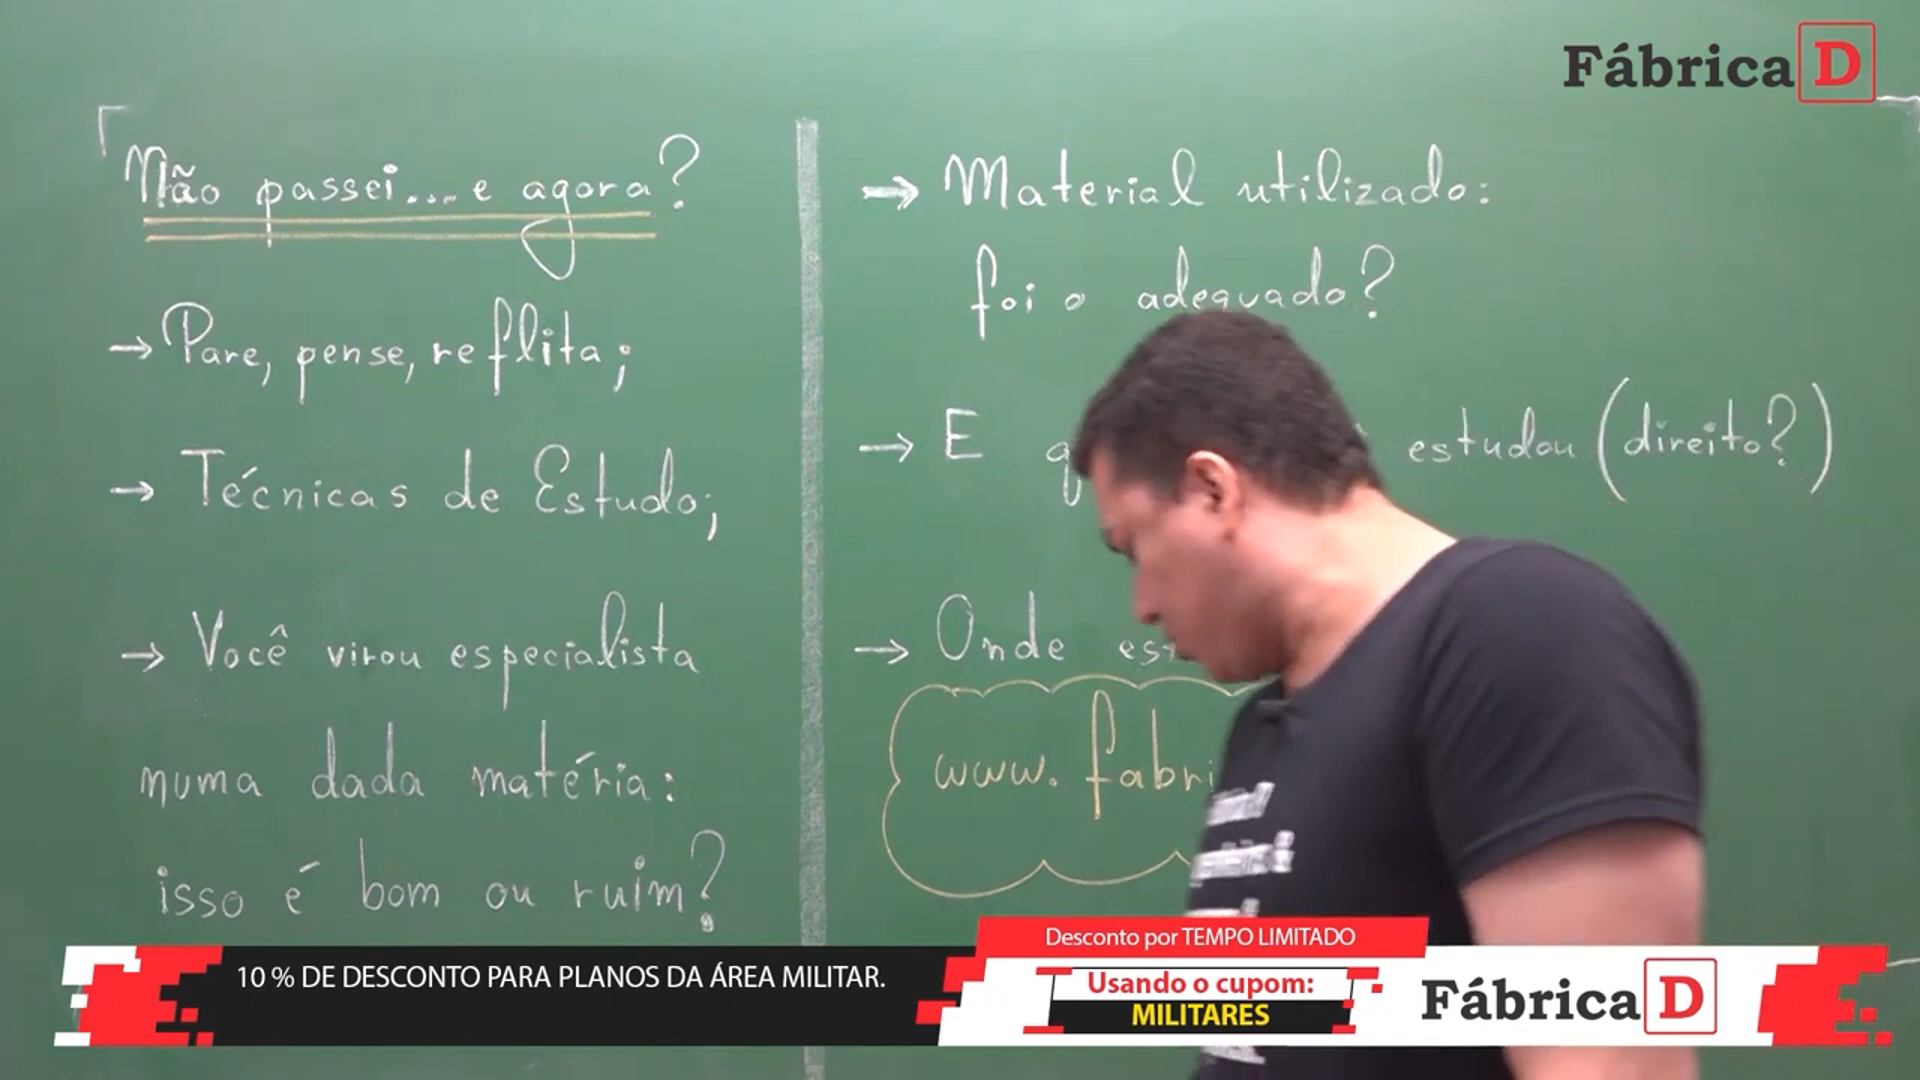 Fábrica D
Não passei... e agora?
→ Pare, pense, reflita;
→ Técnicas de Estudo;
→ Você virou especialista
numa dada matéria:
isso é bom ou ruim?
→ Material utilizado:
foi o adequado?
→ E estudou (direito?)
→ Onde
www. fabri
Desconto por TEMPO LIMITADO
10 % DE DESCONTO PARA PLANOS DA ÁREA MILITAR.
Usando o cupom:
MILITARES
Fábrica D